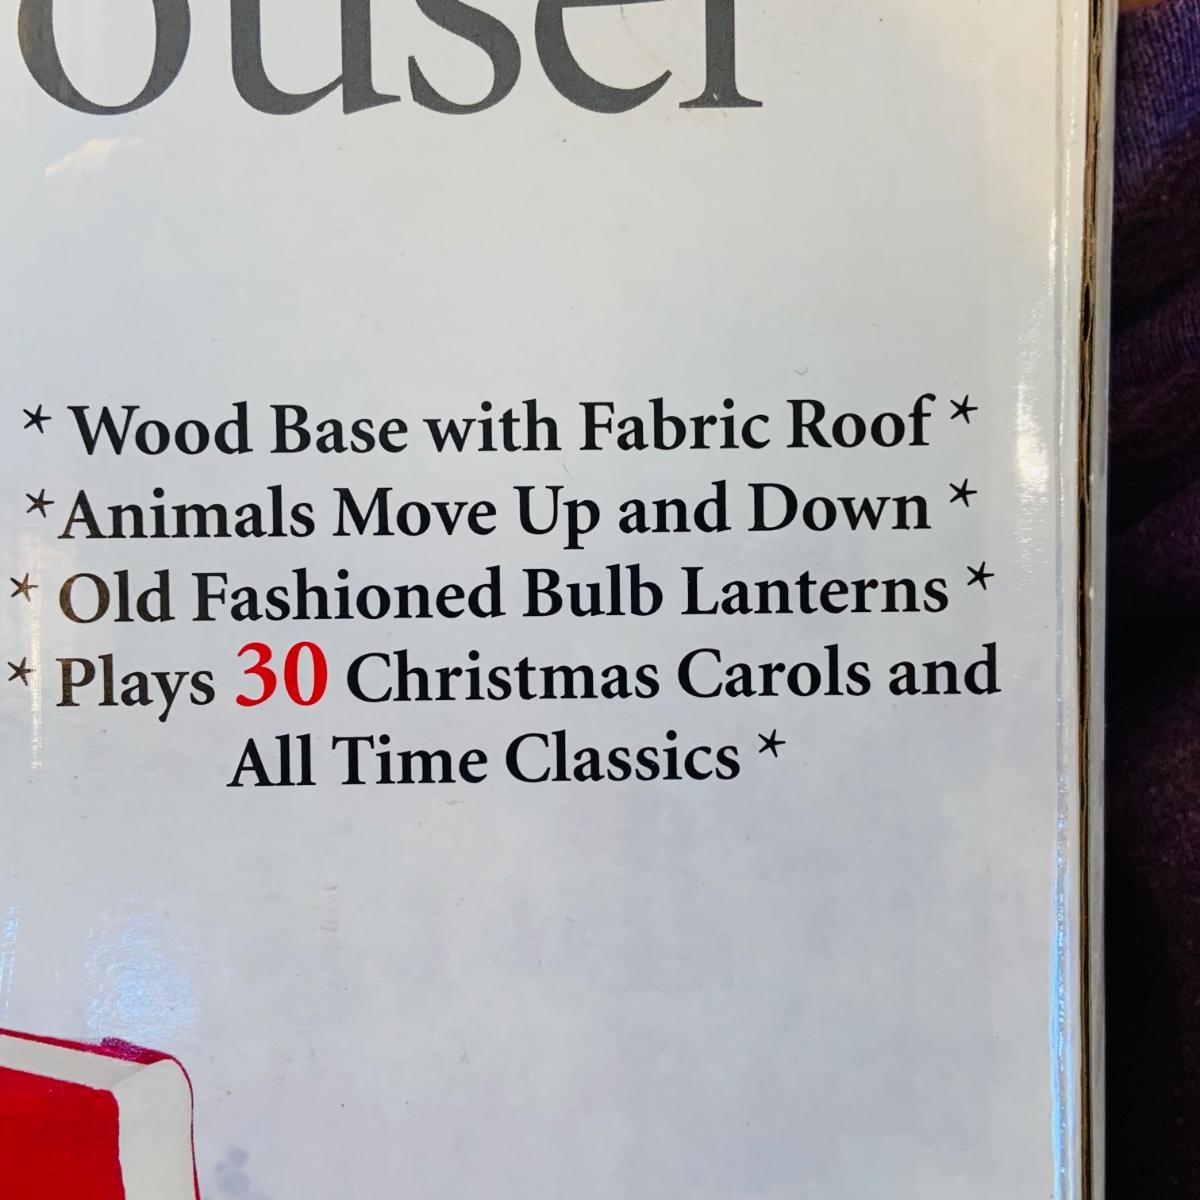 ousel
* Wood Base with Fabric Roof *
*Animals Move Up and Down *
* Old Fashioned Bulb Lanterns *
* Plays 30 Christmas Carols and
All Time Classics *